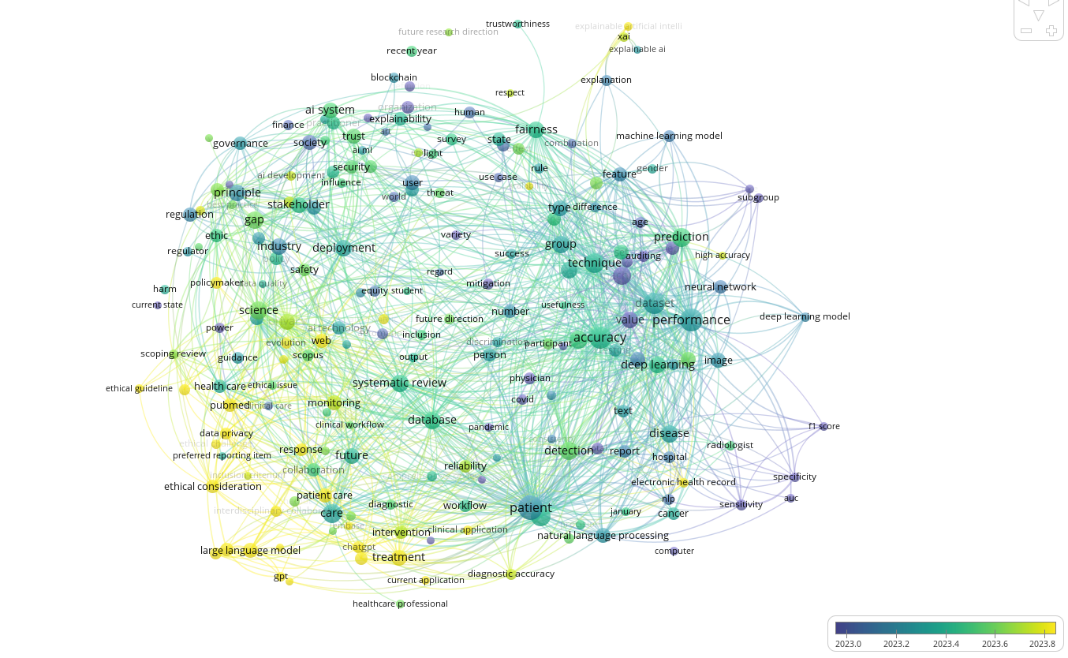 trustworthiness
future research direction
xai
recent year
explainable ai
blockchain
explanation
respect
ai system
human
finance
explainability
fairness
machine learning model
governance
society
trust
survey
state
combination
light
security
rule
gender
ai development
influence
use case
feature
principle
user
world
threat
subgroup
stakeholder
type
difference
regulation
gap
age
ethic
variety
prediction
regulator
industry
deployment
group
success
auditing
high accuracy
safety
regard
technique
harm
policymaker
data quality
equity
student
mitigation
neural network
current state
usefulness
dataset
science
number
deep learning model
power
ai technology
future direction
value
performance
evolution
web
inclusion
accuracy
scoping review
guidance
scopus
output
person
participant
deep learning
image
ethical guideline
health care
ethical issue
systematic review
physician
pubmed
monitoring
covid
text
clinical workflow
database
pandemic
data privacy
disease
f1 score
preferred reporting item
response
future
detection
report
hospital
radiologist
collaboration
reliability
ethical consideration
electronic health record
specificity
patient care
nlp
auc
care
diagnostic
workflow
patient
january
cancer
sensitivity
intervention
clinical application
natural language processing
large language model
chatgpt
treatment
computer
gpt
current application
diagnostic accuracy
healthcare professional
2023.0 2023.2 2023.4 2023.6 2023.8